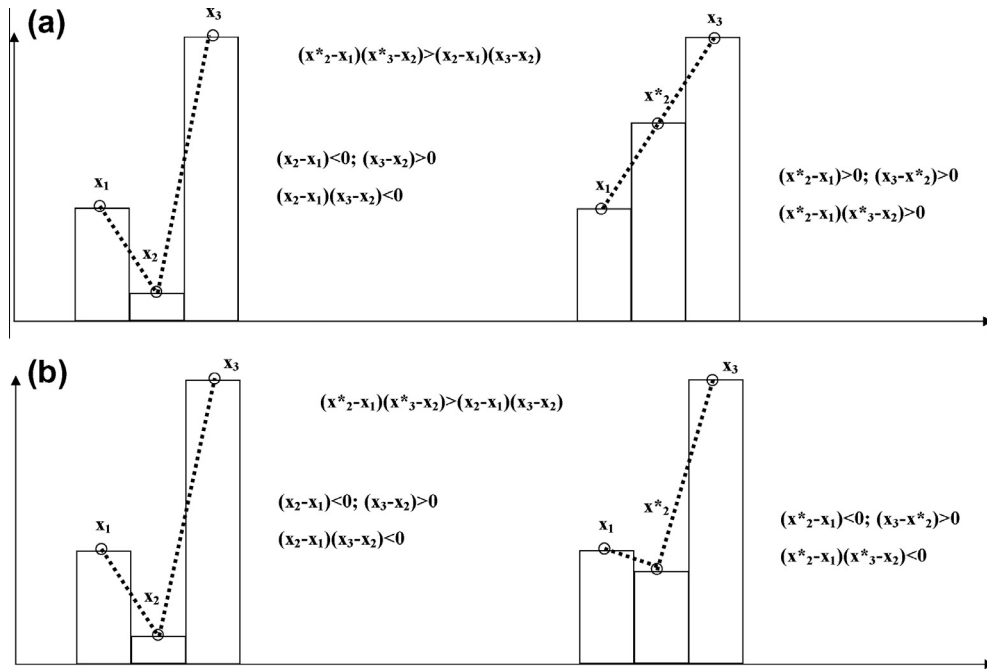 (a)
x₃
x₃
(x*₂-x₁)(x*₃-x₂)>(x₂-x₁)(x₃-x₂)
x*₂
(x₂-x₁)<0; (x₃-x₂)>0
(x₂-x₁)(x₃-x₂)<0
x₁
x₁
(x*₂-x₁)>0; (x₃-x*₂)>0
(x*₂-x₁)(x*₃-x₂)>0
x₂
(b)
x₃
x₃
(x*₂-x₁)(x*₃-x₂)>(x₂-x₁)(x₃-x₂)
(x₂-x₁)<0; (x₃-x₂)>0
(x₂-x₁)(x₃-x₂)<0
x₁
x₁
x*₂
(x*₂-x₁)<0; (x₃-x*₂)>0
(x*₂-x₁)(x*₃-x₂)<0
x₂